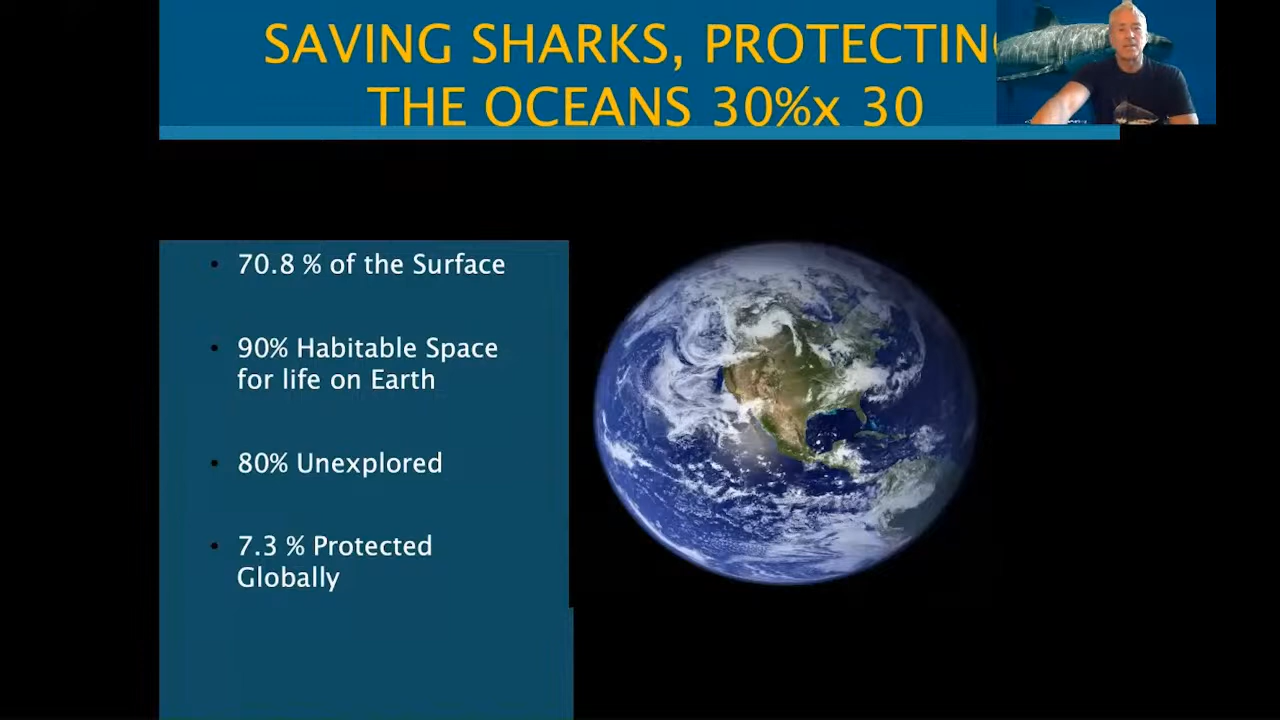 SAVING SHARKS, PROTECTING
THE OCEANS 30%x 30
• 70.8 % of the Surface
• 90% Habitable Space
for life on Earth
• 80% Unexplored
• 7.3 % Protected
Globally